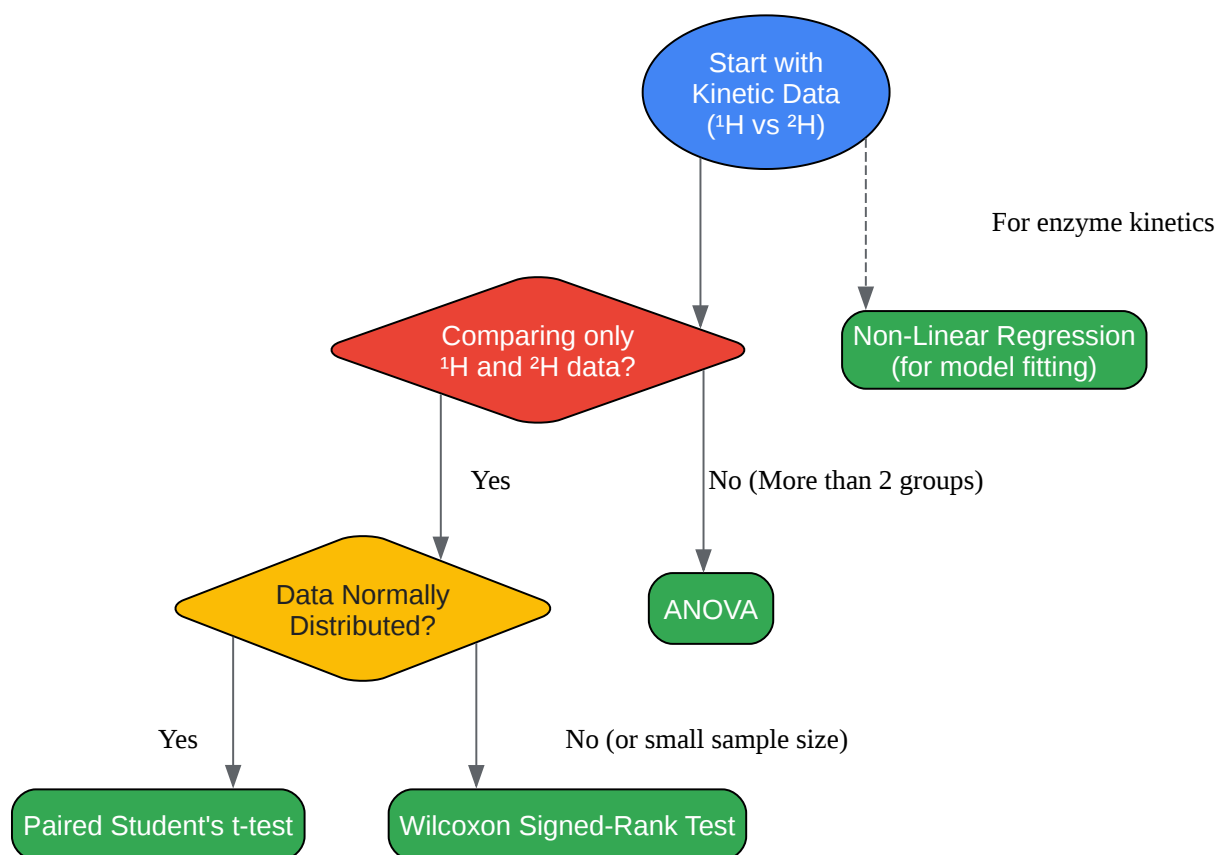 Start with
Kinetic Data
(¹H vs ²H)
For enzyme kinetics
Non-Linear Regression
(for model fitting)
Comparing only
¹H and ²H data?
Yes
No (More than 2 groups)
Data Normally
Distributed?
ANOVA
Yes
No (or small sample size)
Paired Student's t-test
Wilcoxon Signed-Rank Test